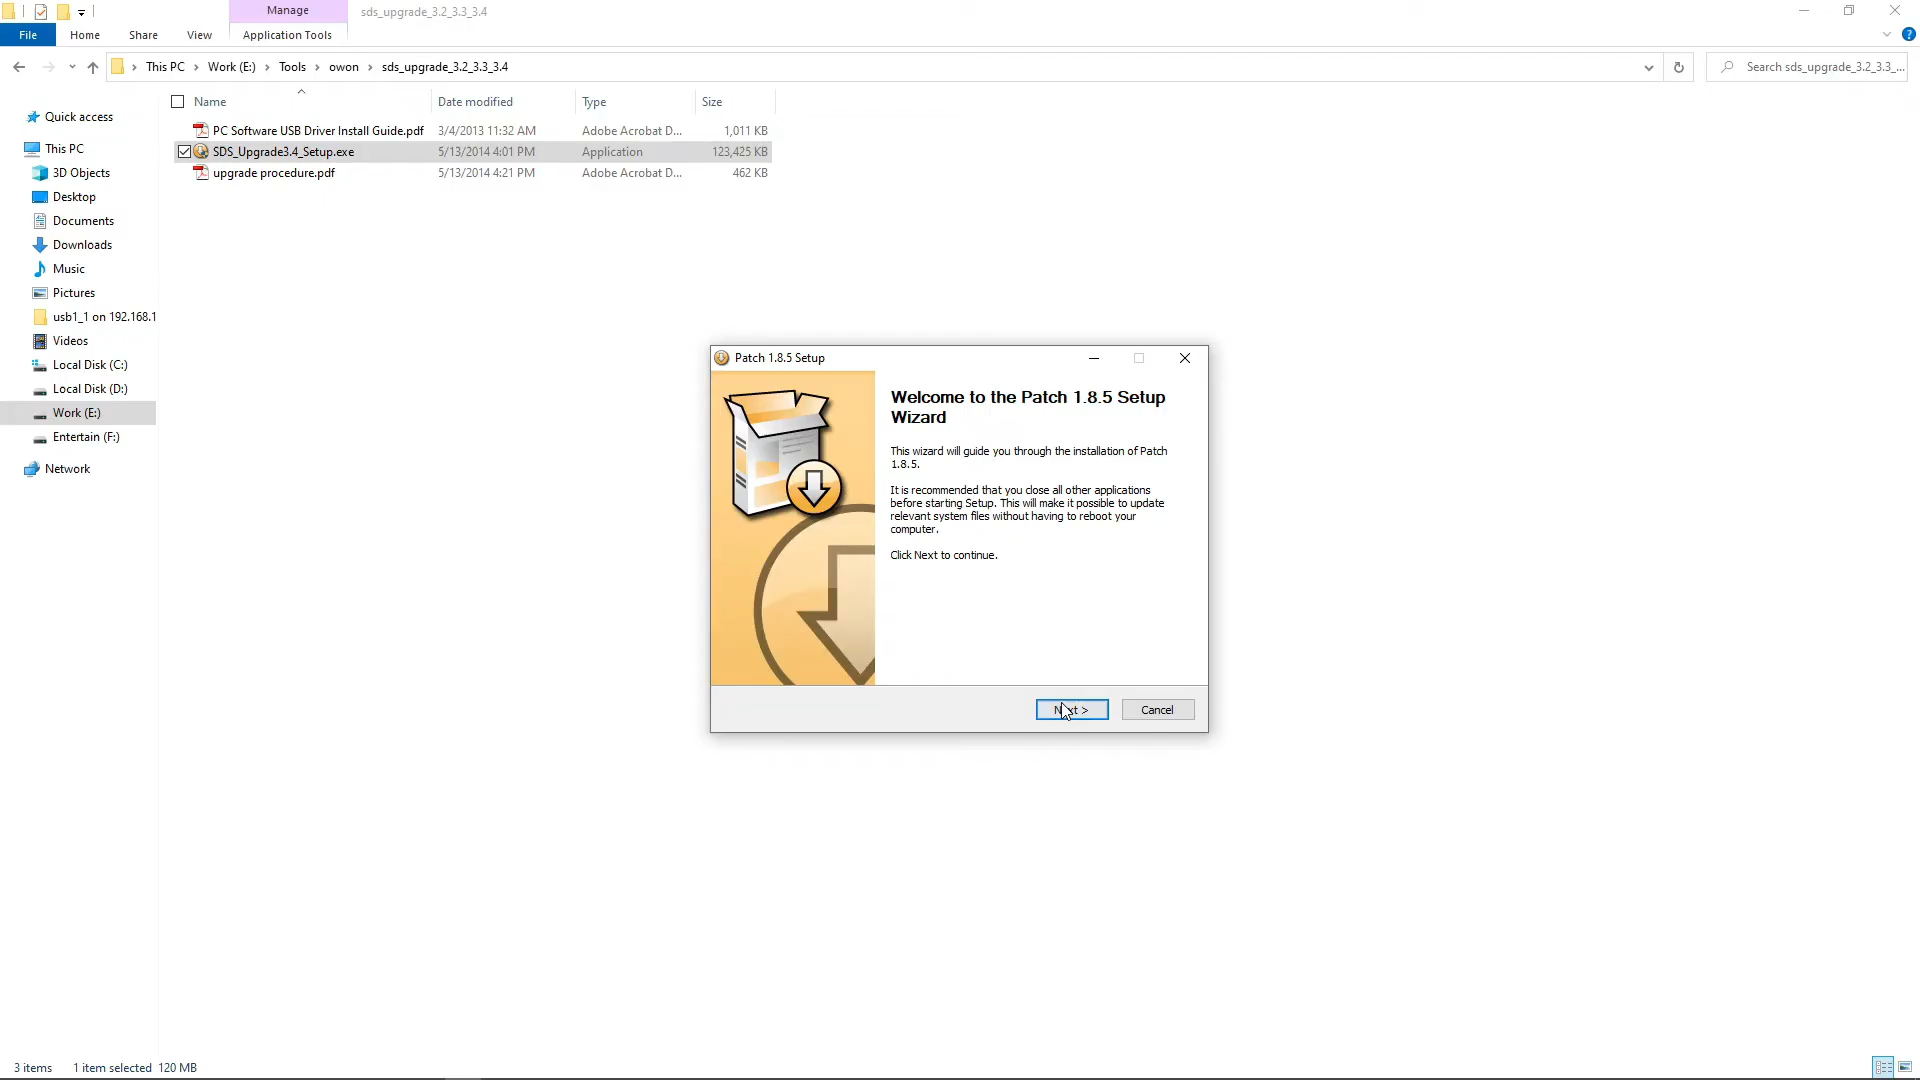 Manage
sds_upgrade_3.2_3.3_3.4
File
Home
Share
View
Application Tools
This PC
Work (E:)
Tools
owon
sds_upgrade_3.2_3.3_3.4
Search sds_upgrade_3.2_3.3_...
Name
Date modified
Type
Size
PC Software USB Driver Install Guide.pdf 3/4/2013 11:32 AM Adobe Acrobat D... 1,011 KB
SDS_Upgrade3.4_Setup.exe 5/13/2014 4:01 PM Application 123,425 KB
upgrade procedure.pdf 5/13/2014 4:21 PM Adobe Acrobat D... 462 KB
Quick access
This PC
3D Objects
Desktop
Documents
Downloads
Music
Pictures
usb1_1 on 192.168.1
Videos
Local Disk (C:)
Local Disk (D:)
Work (E:)
Entertain (F:)
Network
Patch 1.8.5 Setup
Welcome to the Patch 1.8.5 Setup
Wizard
This wizard will guide you through the installation of Patch
1.8.5.
It is recommended that you close all other applications
before starting Setup. This will make it possible to update
relevant system files without having to reboot your
computer.
Click Next to continue.
Next >
Cancel
3 items
1 item selected 120 MB